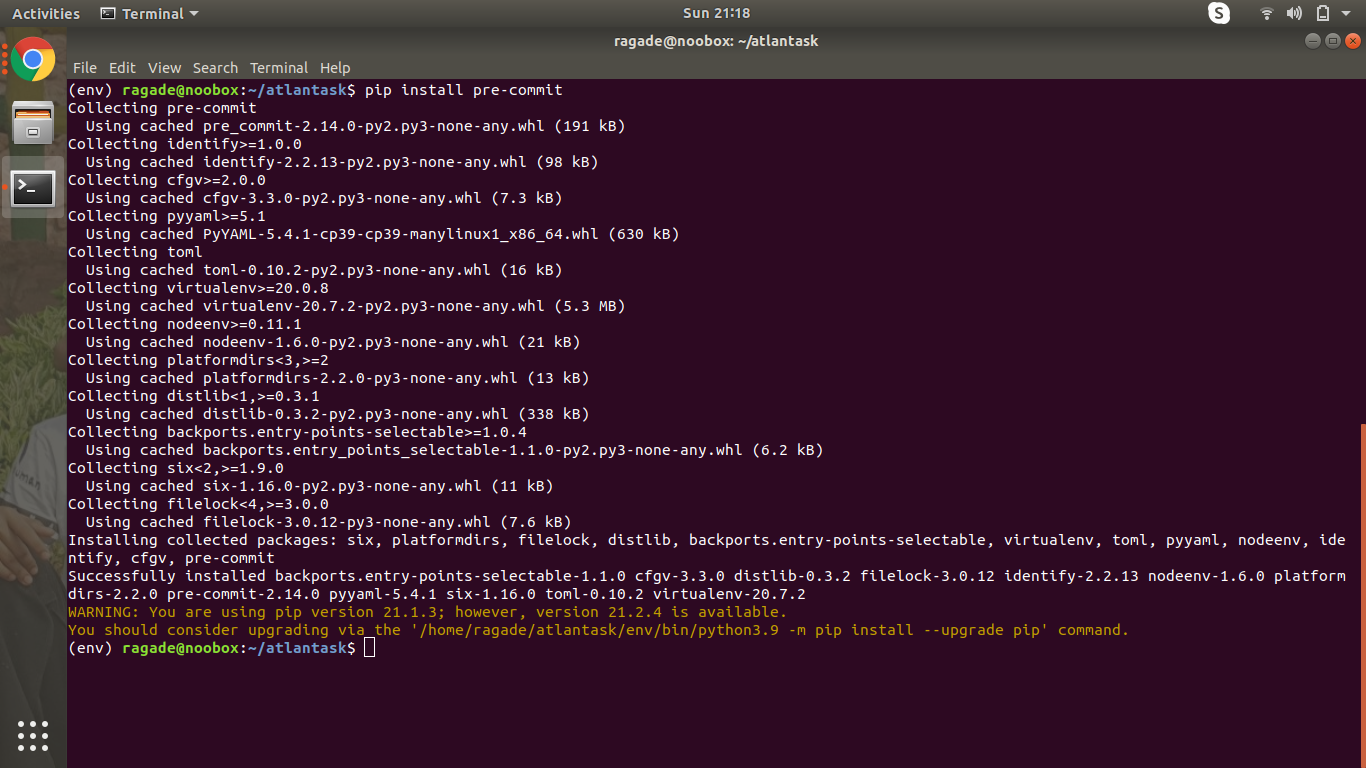 Activities Terminal Sun 21:18 S
ragade@noobox: ~/atlantask
File Edit View Search Terminal Help
(env) ragade@noobox:~/atlantask$ pip install pre-commit
Collecting pre-commit
  Using cached pre_commit-2.14.0-py2.py3-none-any.whl (191 kB)
Collecting identify>=1.0.0
  Using cached identify-2.2.13-py2.py3-none-any.whl (98 kB)
Collecting cfgv>=2.0.0
  Using cached cfgv-3.3.0-py2.py3-none-any.whl (7.3 kB)
Collecting pyyaml>=5.1
  Using cached PyYAML-5.4.1-cp39-cp39-manylinux1_x86_64.whl (630 kB)
Collecting toml
  Using cached toml-0.10.2-py2.py3-none-any.whl (16 kB)
Collecting virtualenv>=20.0.8
  Using cached virtualenv-20.7.2-py2.py3-none-any.whl (5.3 MB)
Collecting nodeenv>=0.11.1
  Using cached nodeenv-1.6.0-py2.py3-none-any.whl (21 kB)
Collecting platformdirs<3,>=2
  Using cached platformdirs-2.2.0-py3-none-any.whl (13 kB)
Collecting distlib<1,>=0.3.1
  Using cached distlib-0.3.2-py2.py3-none-any.whl (338 kB)
Collecting backports.entry-points-selectable>=1.0.4
  Using cached backports.entry_points_selectable-1.1.0-py2.py3-none-any.whl (6.2 kB)
Collecting six<2,>=1.9.0
  Using cached six-1.16.0-py2.py3-none-any.whl (11 kB)
Collecting filelock<4,>=3.0.0
  Using cached filelock-3.0.12-py3-none-any.whl (7.6 kB)
Installing collected packages: six, platformdirs, filelock, distlib, backports.entry-points-selectable, virtualenv, toml, pyyaml, nodeenv, ide
ntify, cfgv, pre-commit
Successfully installed backports.entry-points-selectable-1.1.0 cfgv-3.3.0 distlib-0.3.2 filelock-3.0.12 identify-2.2.13 nodeenv-1.6.0 platform
dirs-2.2.0 pre-commit-2.14.0 pyyaml-5.4.1 six-1.16.0 toml-0.10.2 virtualenv-20.7.2
WARNING: You are using pip version 21.1.3; however, version 21.2.4 is available.
You should consider upgrading via the '/home/ragade/atlantask/env/bin/python3.9 -m pip install --upgrade pip' command.
(env) ragade@noobox:~/atlantask$